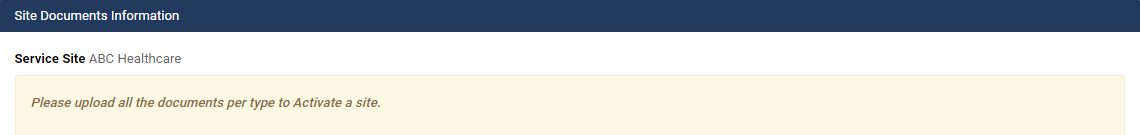 Site Documents Information
Service Site ABC Healthcare
Please upload all the documents per type to Activate a site.